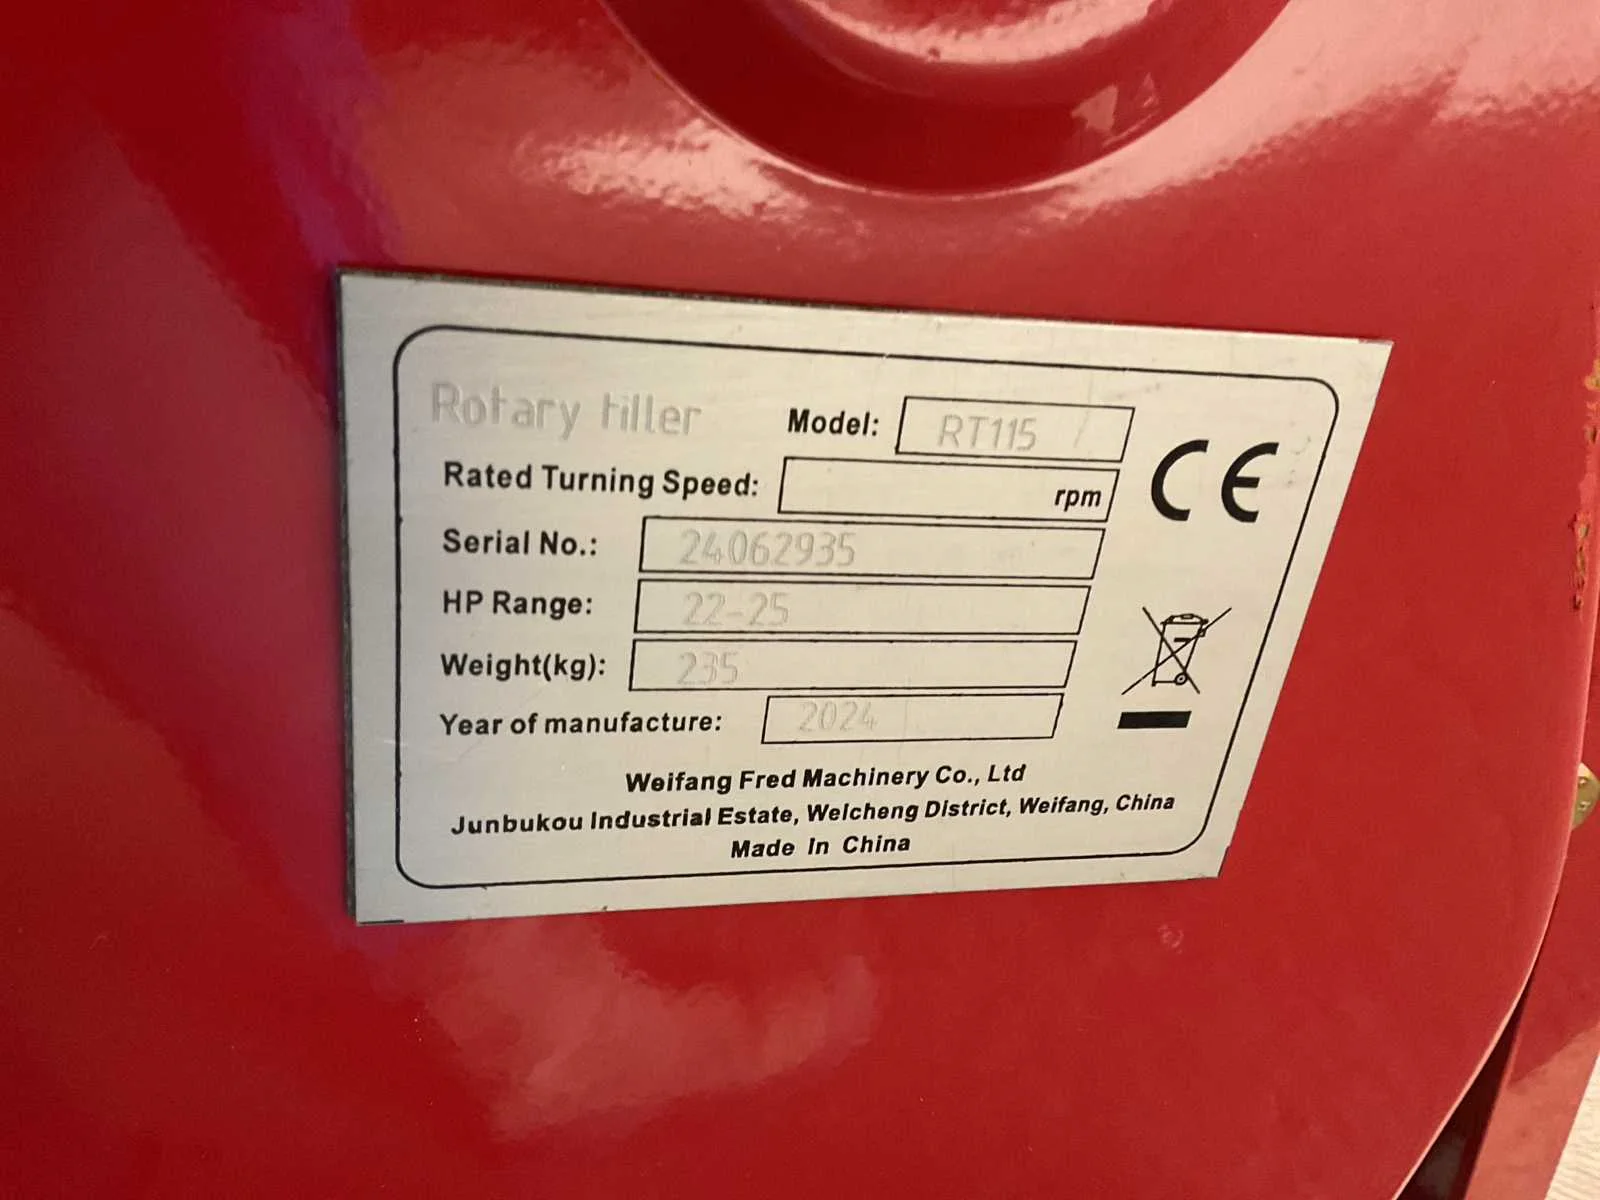 Rotary tiller Model: RT115
Rated Turning Speed: rpm
Serial No.: 24062935
HP Range: 22-25
Weight(kg): 235
Year of manufacture: 2024
CE
Weifang Fred Machinery Co., Ltd
Junbukou Industrial Estate, Weicheng District, Weifang, China
Made In China